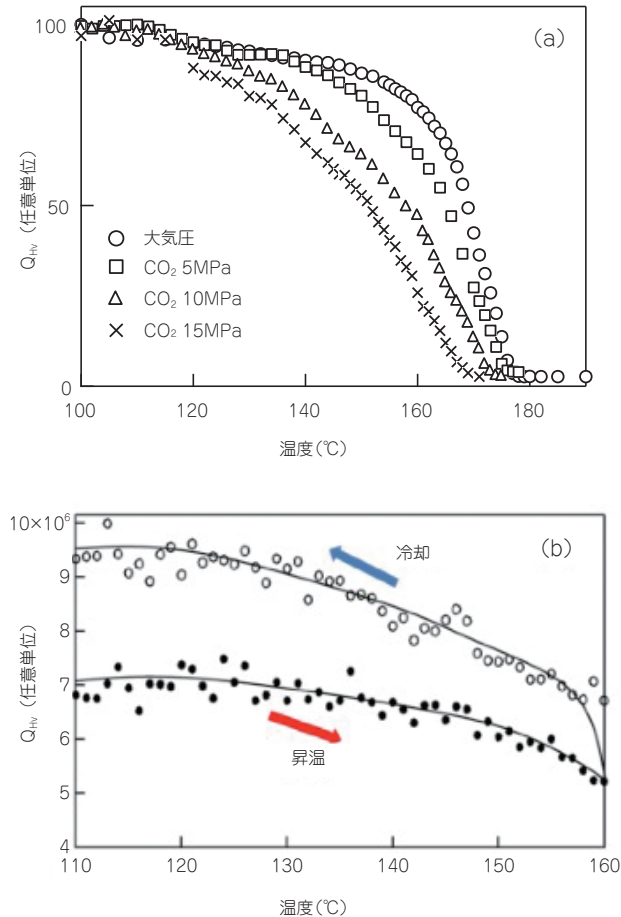 (a)
100
50
0
Q_Hv（任意単位）
大気圧
CO₂ 5MPa
CO₂ 10MPa
CO₂ 15MPa
100 120 140 160 180
温度(℃)
(b)
10×10⁶
9
8
7
6
5
4
Q_Hv（任意単位）
冷却
昇温
110 120 130 140 150 160
温度(℃)